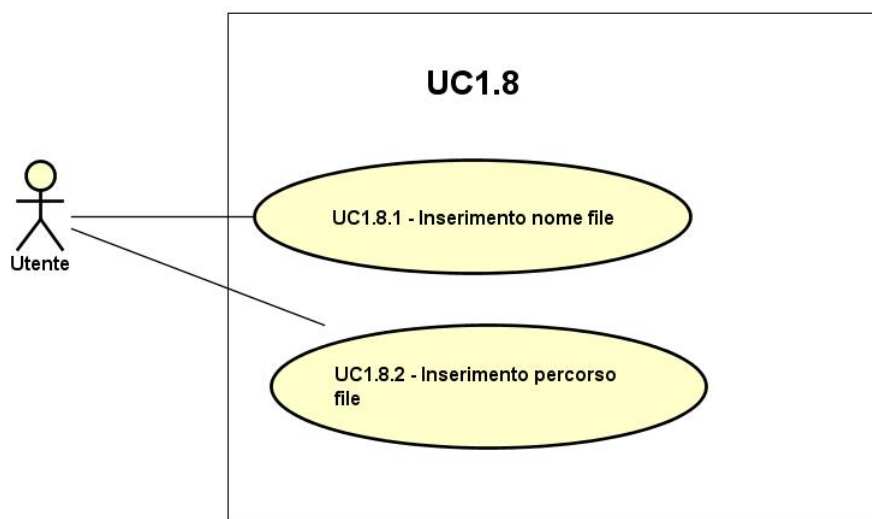 UC1.8
UC1.8.1 - Inserimento nome file
Utente
UC1.8.2 - Inserimento percorso
file